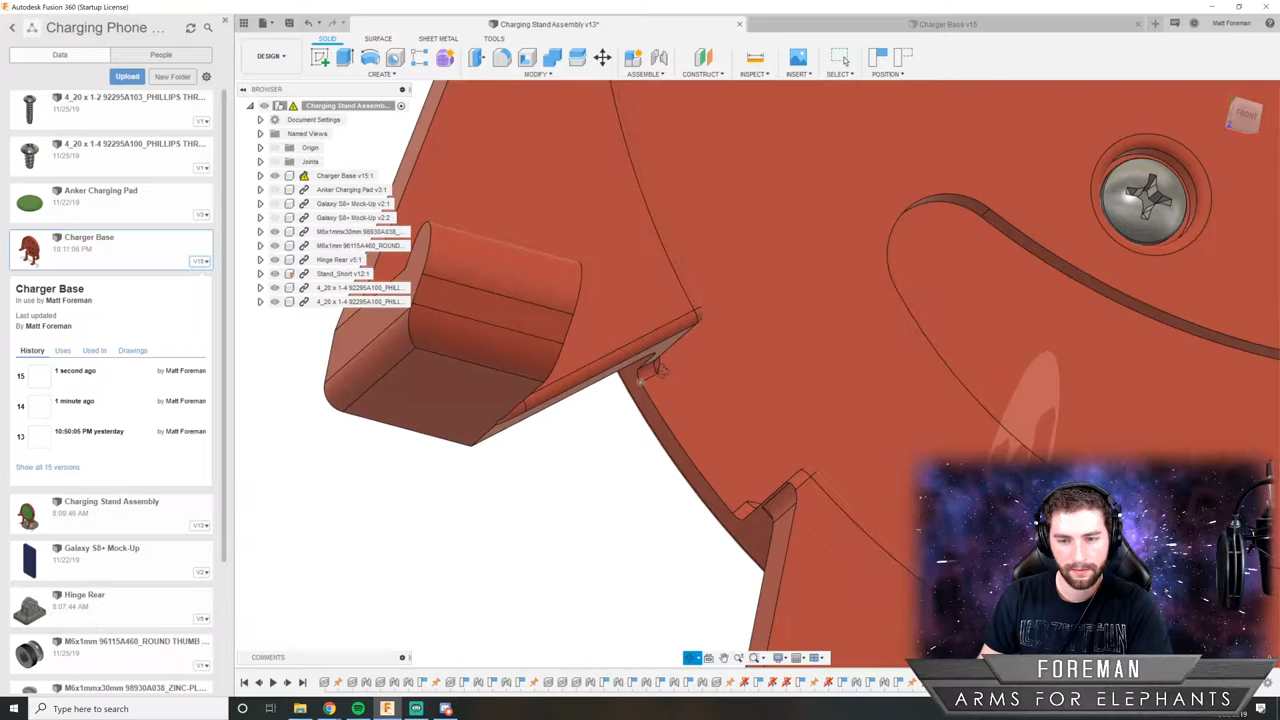 Autodesk Fusion 360 (Startup License)
Charging Phone ...
Charging Stand Assembly v13*
Charger Base v15
Matt Foreman
Data
People
SOLID
SURFACE
SHEET METAL
TOOLS
DESIGN
CREATE
MODIFY
ASSEMBLE
CONSTRUCT
INSPECT
INSERT
SELECT
POSITION
Upload
New Folder
BROWSER
4_20 x 1-2 92295A103_PHILLIPS THR...
11/25/19
V1
4_20 x 1-4 92295A100_PHILLIPS THR...
11/25/19
V1
Anker Charging Pad
11/22/19
V3
Charger Base
10:11:06 PM
V15
Charging Stand Assemb...
Document Settings
Named Views
Origin
Joints
Charger Base v15:1
Anker Charging Pad v3:1
Galaxy S8+ Mock-Up v2:1
Galaxy S8+ Mock-Up v2:2
M6x1mmx30mm 98930A038_...
M6x1mm 96115A460_ROUND...
Hinge Rear v5:1
Stand_Short v12:1
4_20 x 1-4 92295A100_PHILL...
4_20 x 1-4 92295A100_PHILL...
FRONT
Charger Base
In use by Matt Foreman
Last updated
By Matt Foreman
History
Uses
Used In
Drawings
15
1 second ago
by Matt Foreman
14
1 minute ago
by Matt Foreman
13
10:50:05 PM yesterday
by Matt Foreman
Show all 15 versions
Charging Stand Assembly
8:09:46 AM
Galaxy S8+ Mock-Up
11/22/19
V2
Hinge Rear
8:07:44 AM
V5
M6x1mm 96115A460_ROUND THUMB ...
11/25/19
V1
M6x1mmx30mm 98930A038_ZINC-PL...
COMMENTS
FOREMAN
ARMS FOR ELEPHANTS
Type here to search